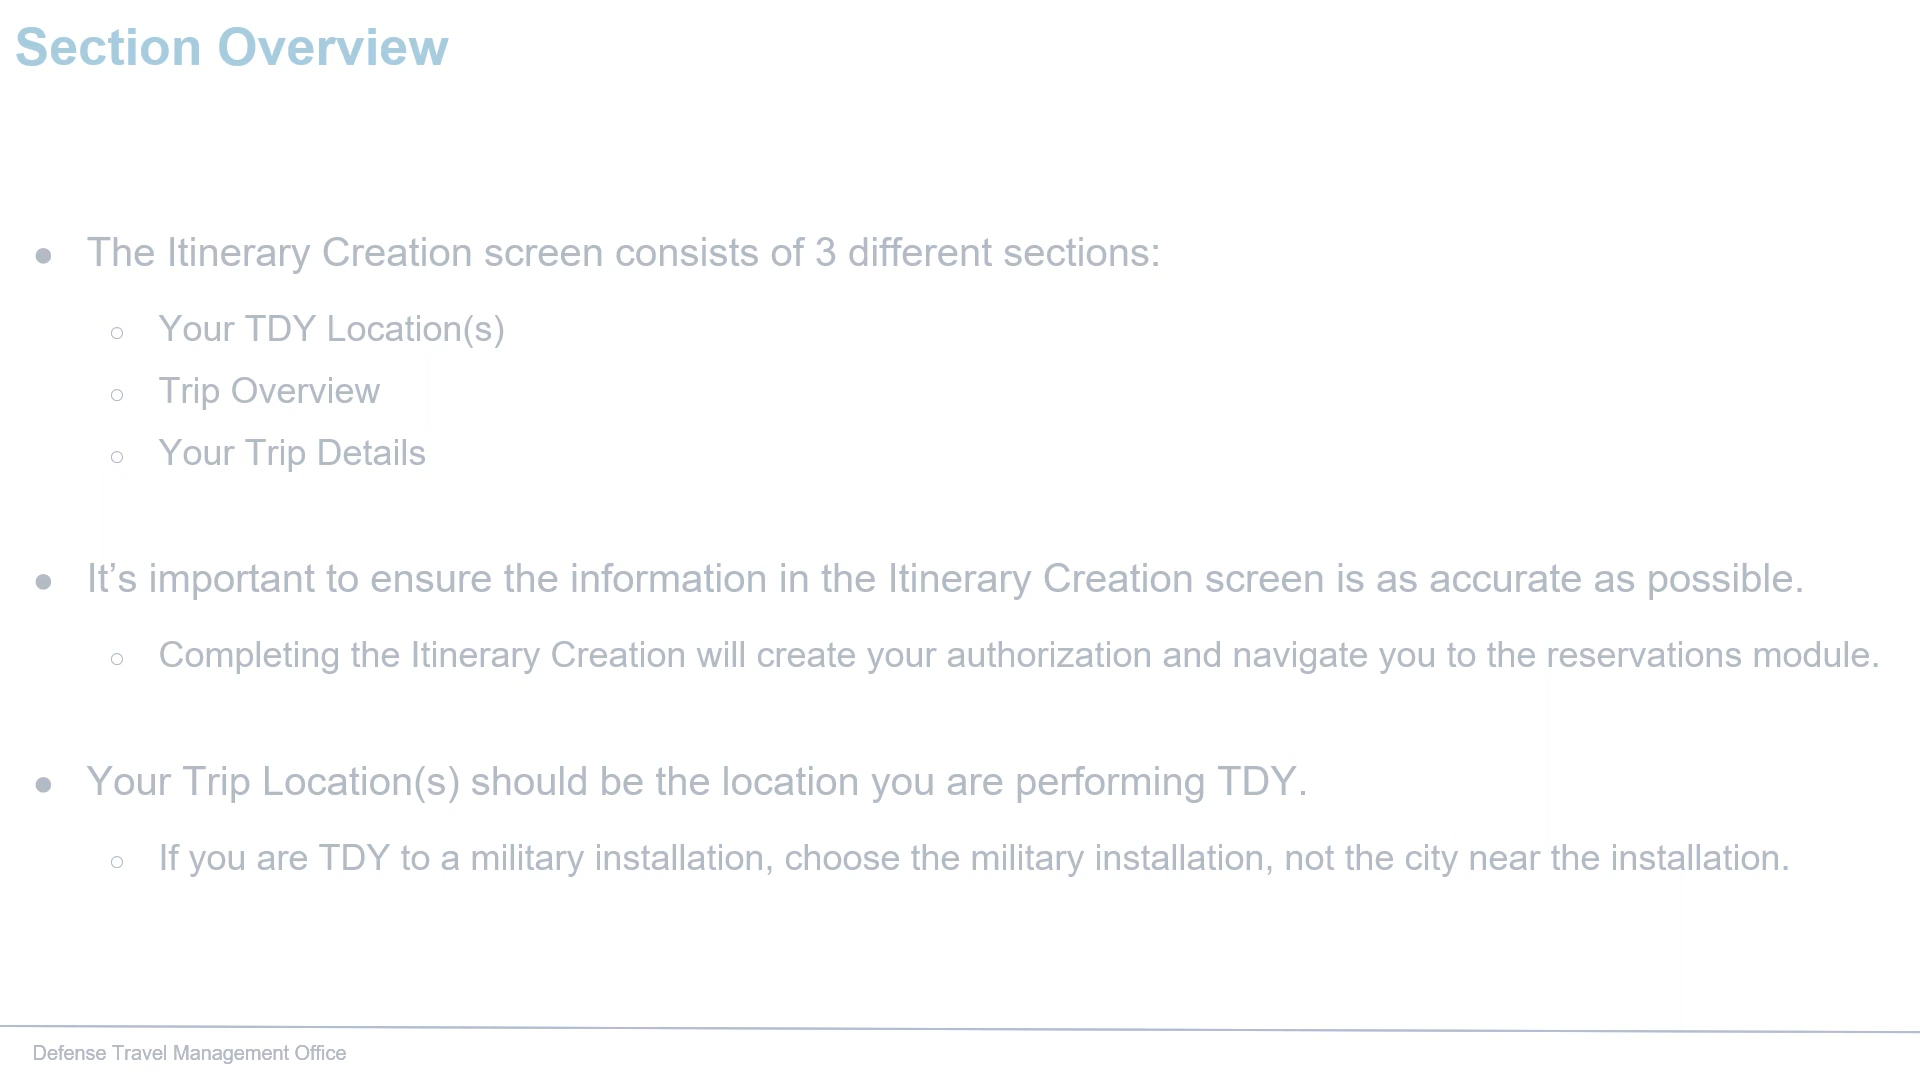 Section Overview
● The Itinerary Creation screen consists of 3 different sections:
○ Your TDY Location(s)
○ Trip Overview
○ Your Trip Details
● It’s important to ensure the information in the Itinerary Creation screen is as accurate as possible.
○ Completing the Itinerary Creation will create your authorization and navigate you to the reservations module.
● Your Trip Location(s) should be the location you are performing TDY.
○ If you are TDY to a military installation, choose the military installation, not the city near the installation.
Defense Travel Management Office